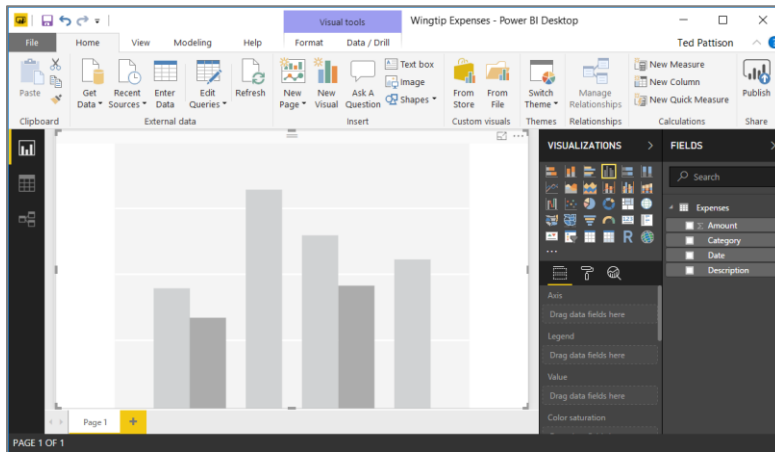 Visual tools
Wingtip Expenses - Power BI Desktop
File Home View Modeling Help Format Data / Drill Ted Pattison
Paste
Get Data
Recent Sources
Enter Data
Edit Queries
Refresh
New Page
New Visual
Ask A Question
Text box
Image
Shapes
From Store
From File
Switch Theme
Manage Relationships
New Measure
New Column
New Quick Measure
Publish
Clipboard External data Insert Custom visuals Themes Relationships Calculations Share
VISUALIZATIONS
R
Axis
Drag data fields here
Legend
Drag data fields here
Value
Drag data fields here
Color saturation
FIELDS
Search
Expenses
Σ Amount
Category
Date
Description
Page 1
PAGE 1 OF 1